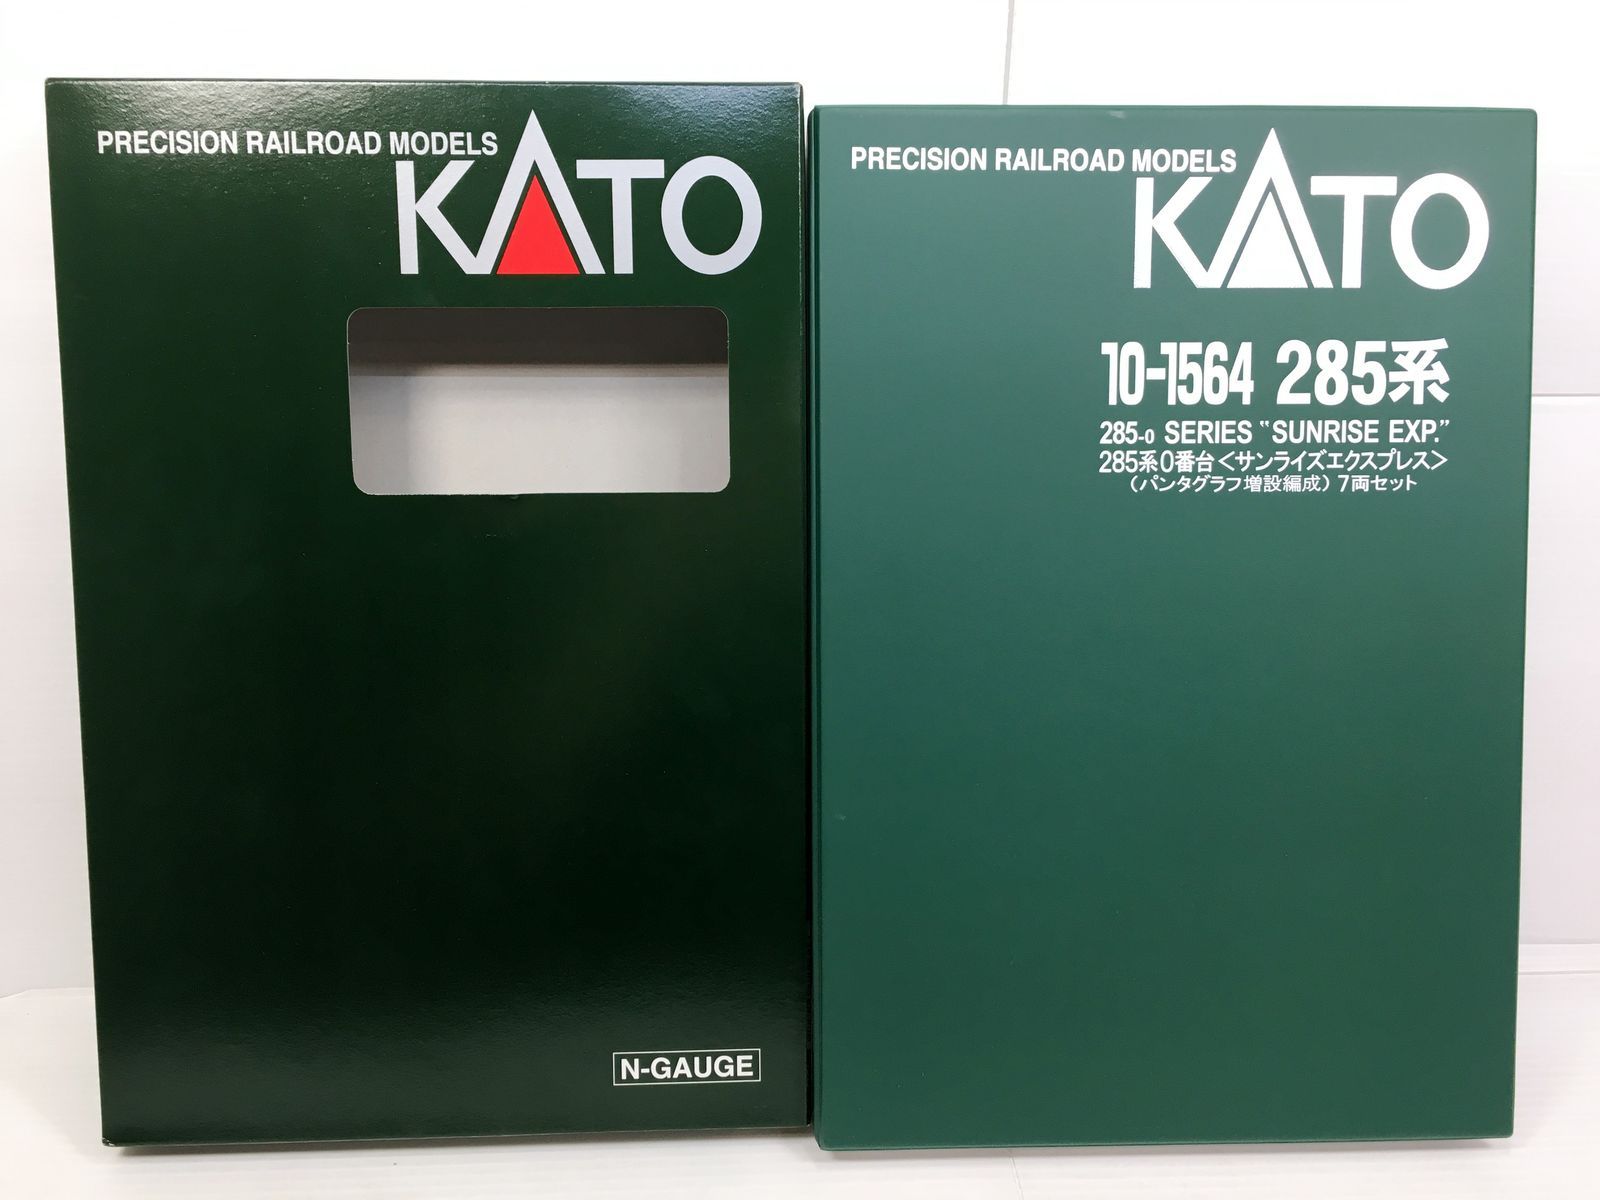 PRECISION RAILROAD MODELS
KATO
N-GAUGE
PRECISION RAILROAD MODELS
KATO
10-1564 285系
285-0 SERIES "SUNRISE EXP."
285系0番台<サンライズエクスプレス>
(パンタグラフ増設編成) 7両セット